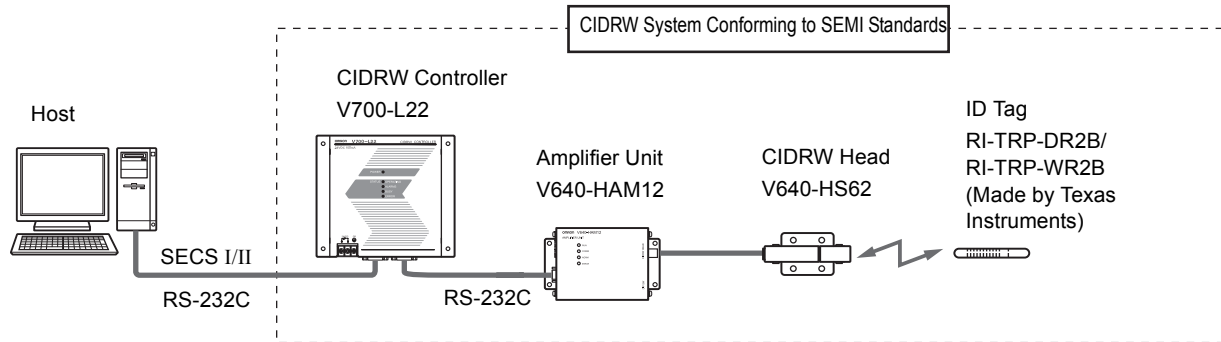 CIDRW System Conforming to SEMI Standards
CIDRW Controller
V700-L22
Host
ID Tag
RI-TRP-DR2B/
RI-TRP-WR2B
(Made by Texas
Instruments)
Amplifier Unit
V640-HAM12
CIDRW Head
V640-HS62
SECS I/II
RS-232C
RS-232C